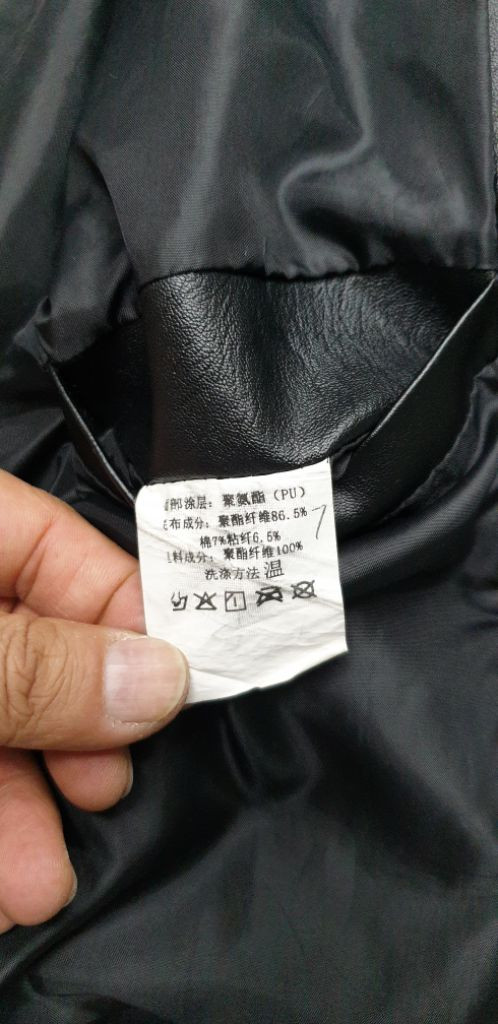 部涂层：聚氨酯（PU）
布成分：聚酯纤维86.5%
棉7%粘纤6.5%
料成分：聚酯纤维100%
洗涤方法 温